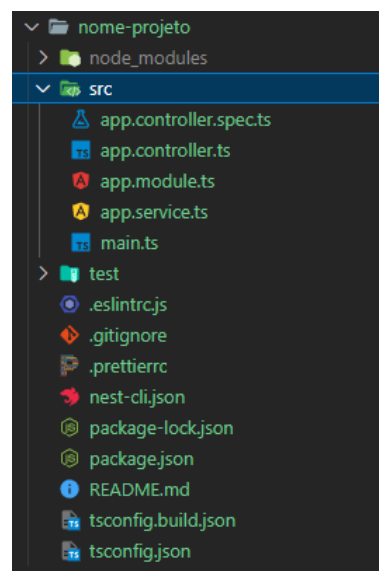 nome-projeto
node_modules
src
app.controller.spec.ts
app.controller.ts
app.module.ts
app.service.ts
main.ts
test
.eslintrc.js
.gitignore
.prettierrc
nest-cli.json
package-lock.json
package.json
README.md
tsconfig.build.json
tsconfig.json